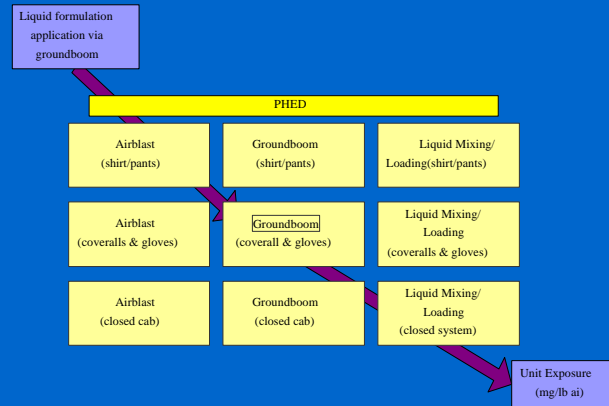 Liquid formulation
application via
groundboom
PHED
Airblast
(shirt/pants)
Groundboom
(shirt/pants)
Liquid Mixing/
Loading(shirt/pants)
Airblast
(coveralls & gloves)
Groundboom
(coverall & gloves)
Liquid Mixing/
Loading
(coveralls & gloves)
Airblast
(closed cab)
Groundboom
(closed cab)
Liquid Mixing/
Loading
(closed system)
Unit Exposure
(mg/lb ai)